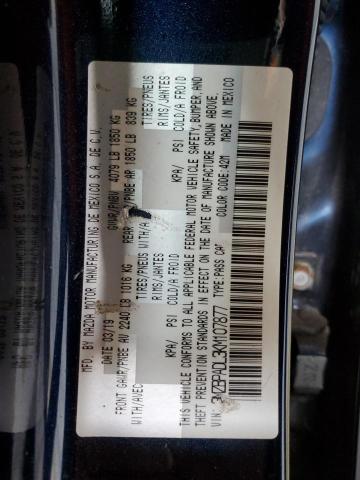 MFD. BY MAZDA MOTOR MANUFACTURING DE MEXICO S.A. DE C.V.
DATE 03/19 GVWR/PNBV 4079 LB 1850 KG
FRONT GAWR/PNBE AV 2240 LB 1016 KG REAR AR 1850 LB 839 KG
WITH/AVEC TIRES/PNEUS WITH/A TIRES/PNEUS
RIMS/JANTES RIMS/JANTES
KPA/ PSI KPA/ PSI
COLD/A FROID COLD/A FROID
THIS VEHICLE CONFORMS TO ALL APPLICABLE FEDERAL MOTOR VEHICLE SAFETY, BUMPER, AND
THEFT PREVENTION STANDARDS IN EFFECT ON THE DATE OF MANUFACTURE SHOWN ABOVE.
VIN: TYPE:PASS CAR COLOR CODE:42M MADE IN MEXICO